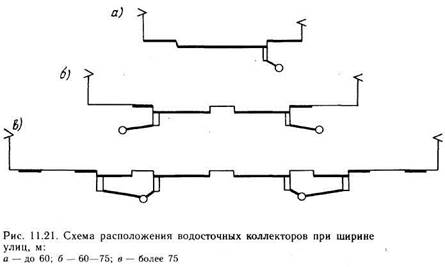 а)
б)
в)
Рис. 11.21. Схема расположения водосточных коллекторов при ширине
улиц, м:
а — до 60; б — 60—75; в — более 75